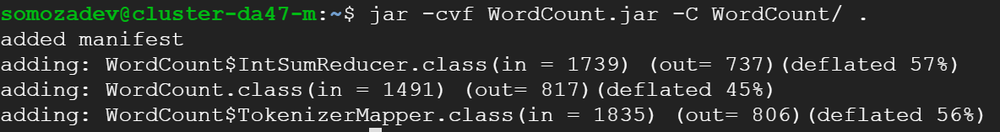 somozadev@cluster-da47-m:~$ jar -cvf WordCount.jar -C WordCount/ .
added manifest
adding: WordCount$IntSumReducer.class(in = 1739) (out= 737)(deflated 57%)
adding: WordCount.class(in = 1491) (out= 817)(deflated 45%)
adding: WordCount$TokenizerMapper.class(in = 1835) (out= 806)(deflated 56%)